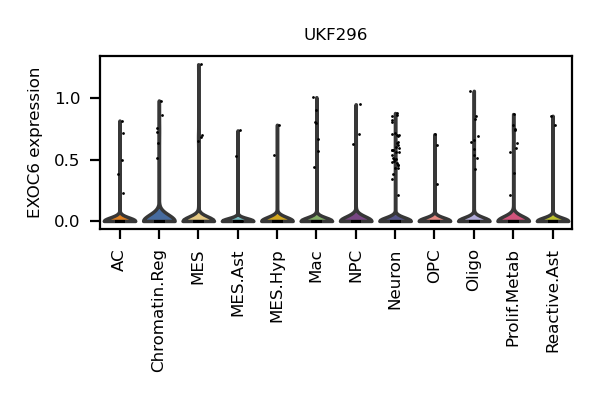 UKF296
EXOC6 expression
1.0
0.5
0.0
AC
Chromatin.Reg
MES
MES.Ast
MES.Hyp
Mac
NPC
Neuron
OPC
Oligo
Prolif.Metab
Reactive.Ast